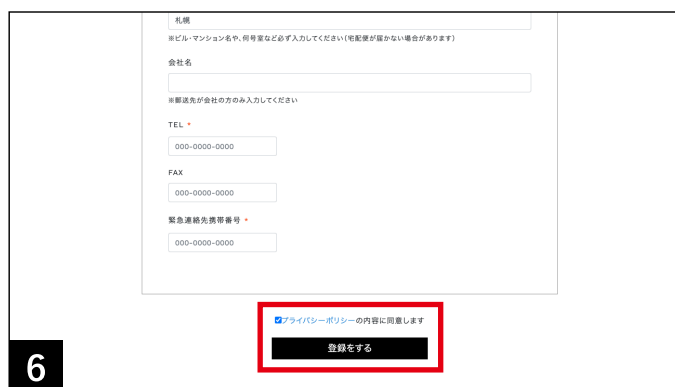 札幌
※ビル・マンション名や、何号室など必ず入力してください（宅配便が届かない場合があります）
会社名
※郵送先が会社の方のみ入力してください
TEL *
000-0000-0000
FAX
000-0000-0000
緊急連絡先携帯番号 *
000-0000-0000
プライバシーポリシーの内容に同意します
登録をする
6